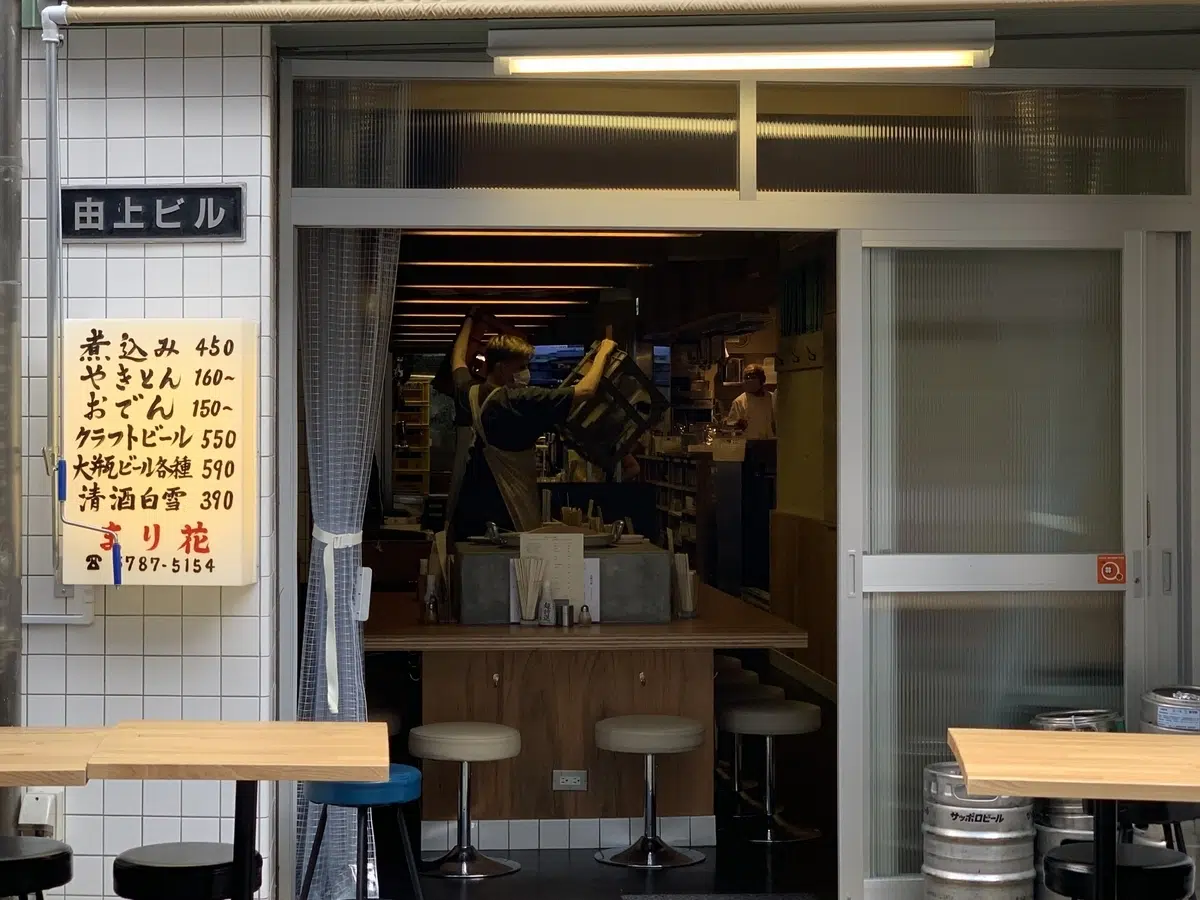 由上ビル
煮込み 450
やきとん 160~
おでん 150~
クラフトビール 550
大瓶ビール各種 590
清酒白雪 390
まり花
☎ 6787-5154
サッポロビール